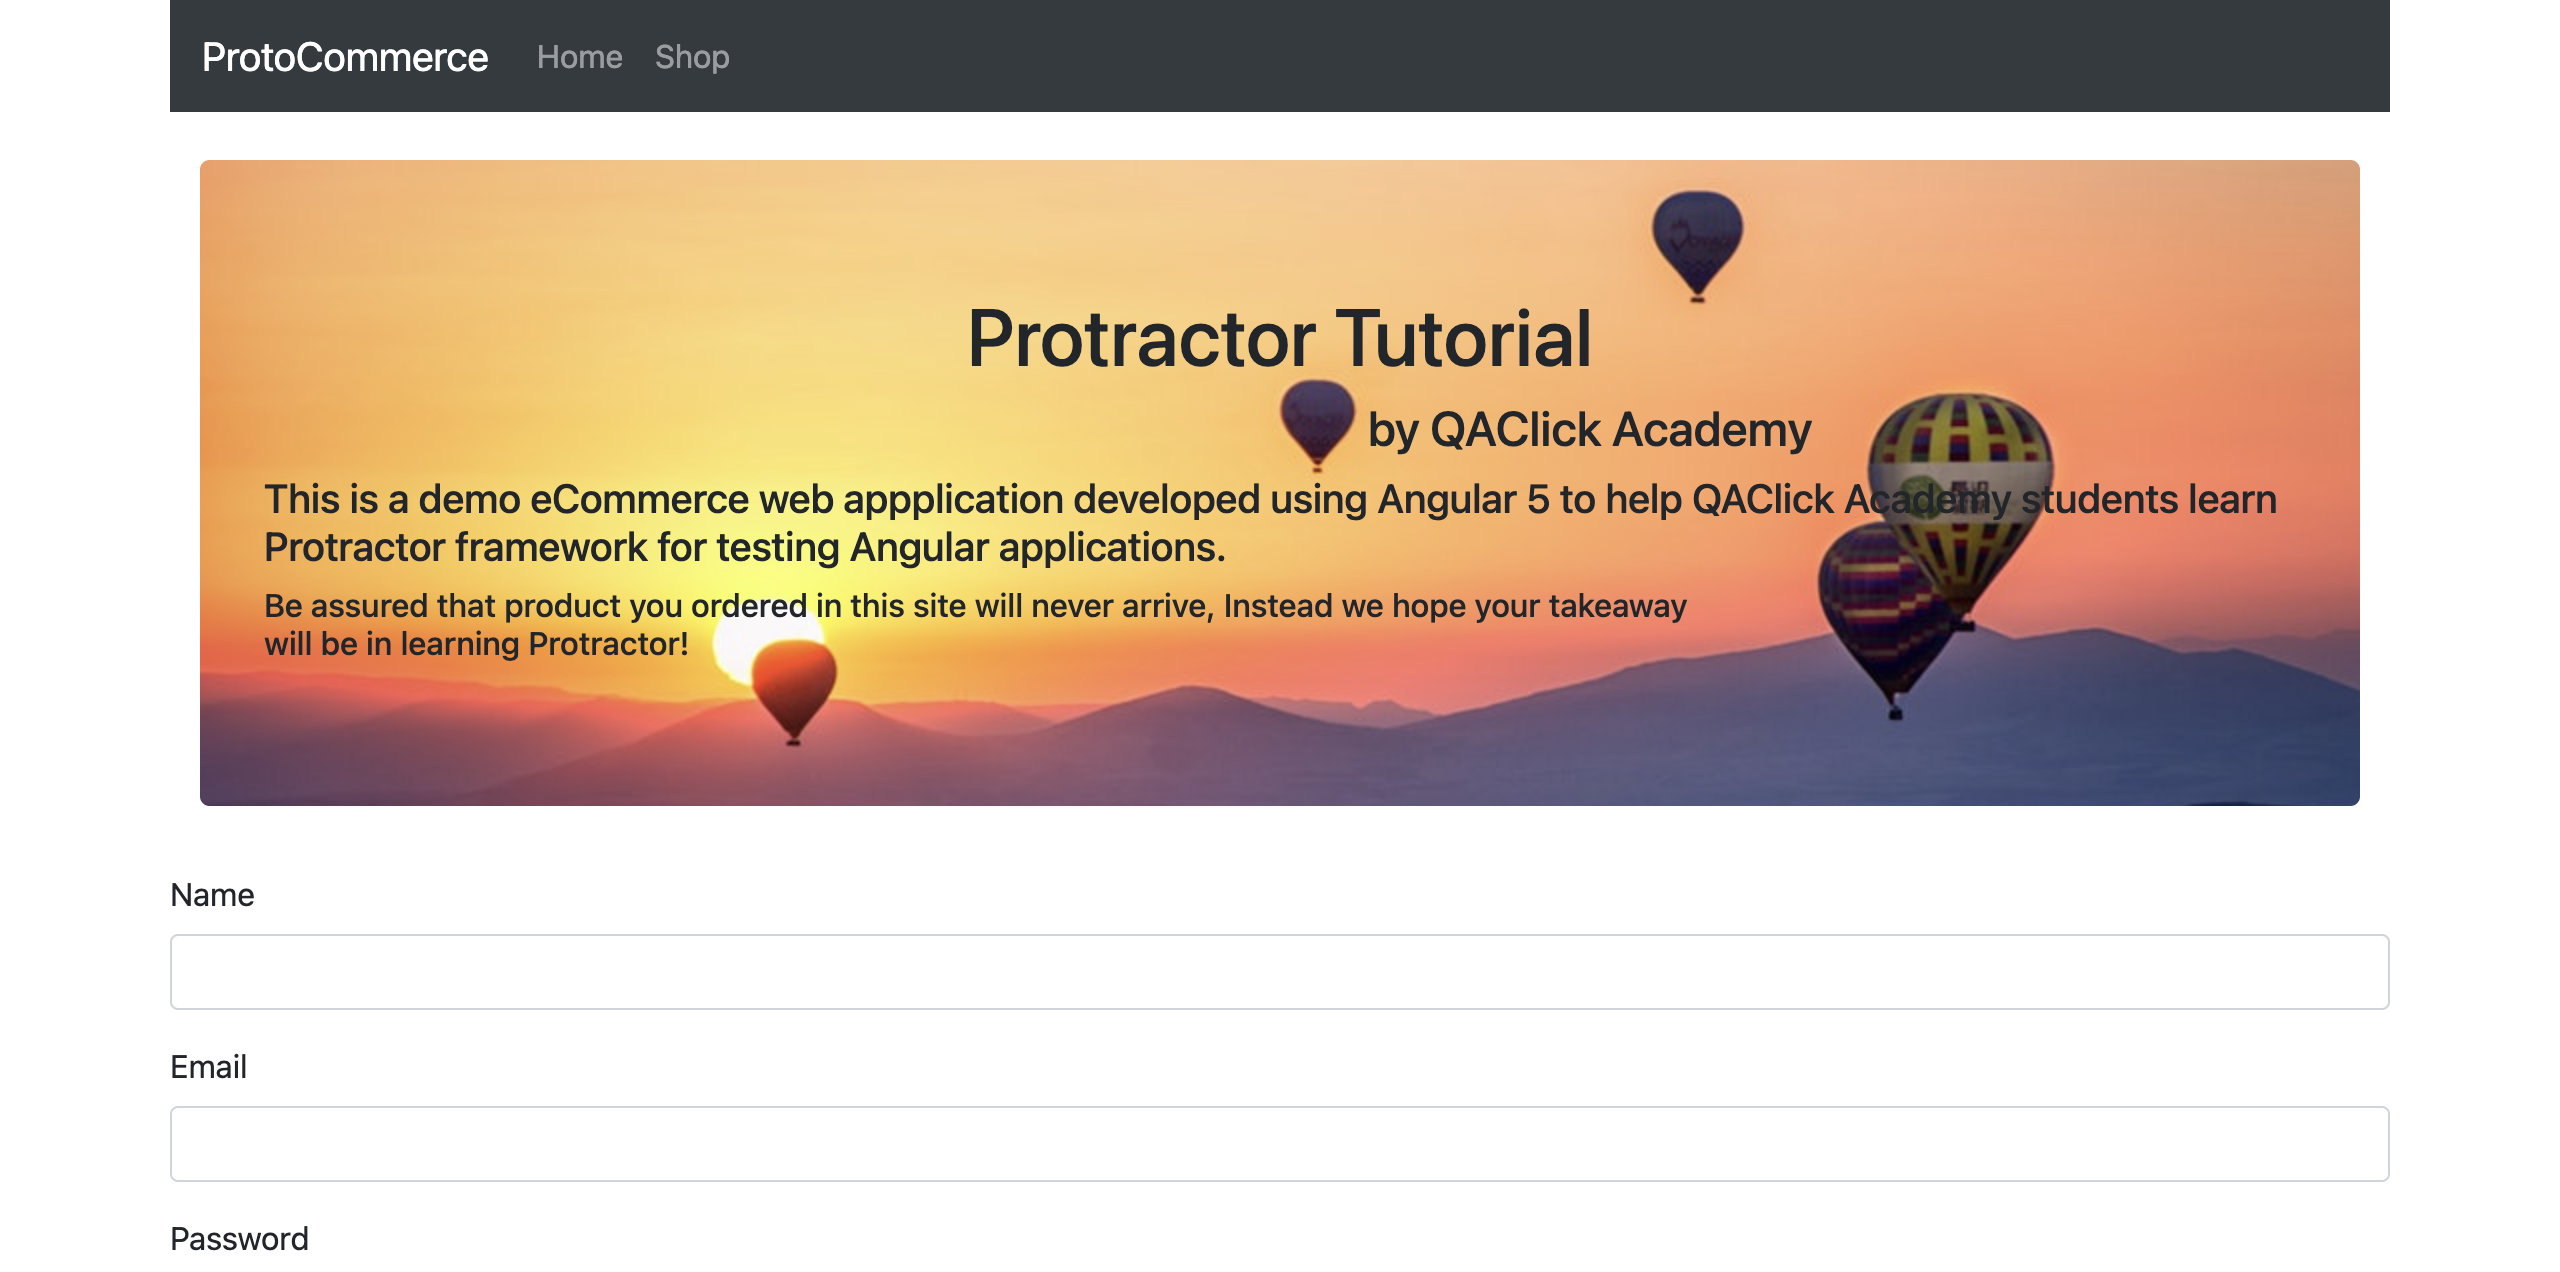 ProtoCommerce Home Shop
Protractor Tutorial
by QAClick Academy
This is a demo eCommerce web appplication developed using Angular 5 to help QAClick Academy students learn
Protractor framework for testing Angular applications.
Be assured that product you ordered in this site will never arrive, Instead we hope your takeaway
will be in learning Protractor!
Name
Email
Password